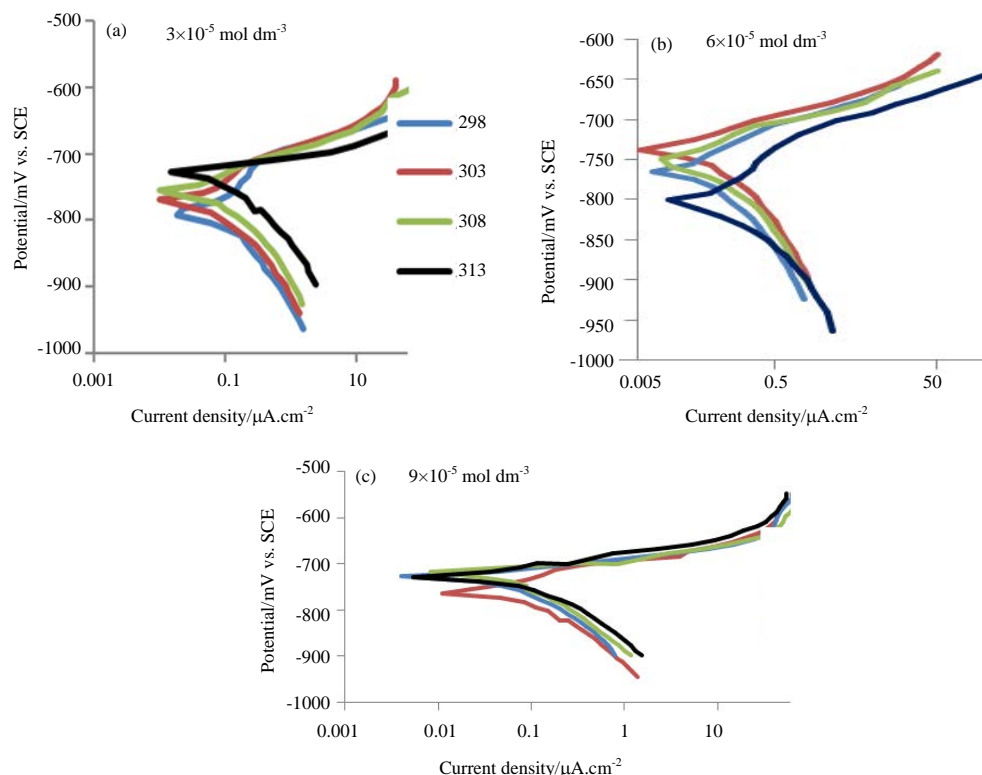 (a) 3×10⁻⁵ mol dm⁻³
-500
-600
-700
-800
-900
-1000
Potential/mV vs. SCE
0.001 0.1 10
Current density/µA.cm⁻²
298
303
308
313
(b) 6×10⁻⁵ mol dm⁻³
-600
-650
-700
-750
-800
-850
-900
-950
-1000
Potential/mV vs. SCE
0.005 0.5 50
Current density/µA.cm⁻²
(c) 9×10⁻⁵ mol dm⁻³
-500
-600
-700
-800
-900
-1000
Potential/mV vs. SCE
0.001 0.01 0.1 1 10
Current density/µA.cm⁻²